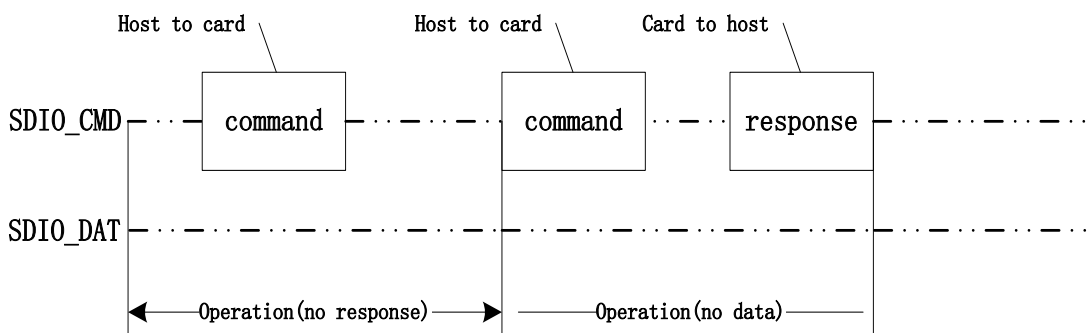 Host to card
Host to card
Card to host
SDIO_CMD
command
command
response
SDIO_DAT
Operation(no response)
Operation(no data)